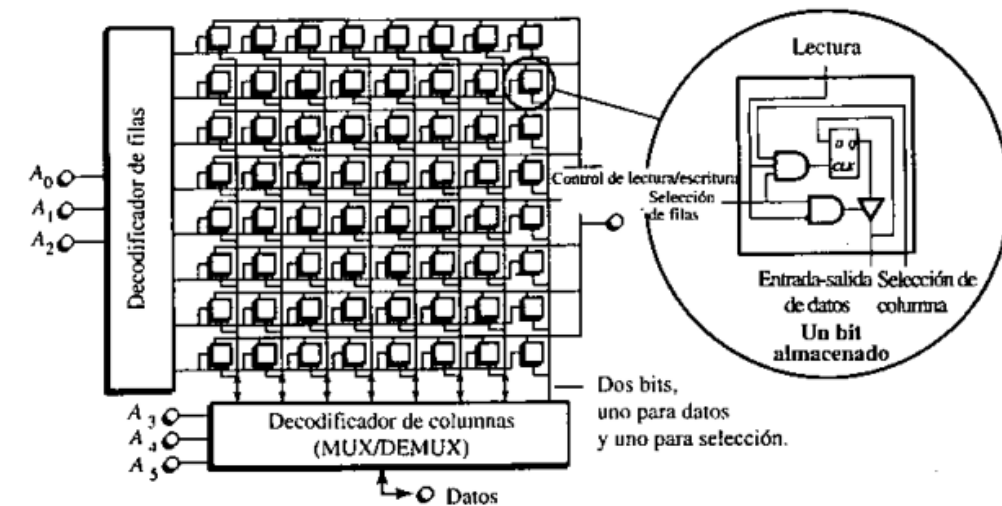 Decodificador de filas
A0
A1
A2
Control de lectura/escritura
Selección
de filas
Lectura
D Q
CLK
Entrada-salida
de datos
Selección de
columna
Un bit
almacenado
Dos bits,
uno para datos
y uno para selección.
A3
A4
A5
Decodificador de columnas
(MUX/DEMUX)
Datos